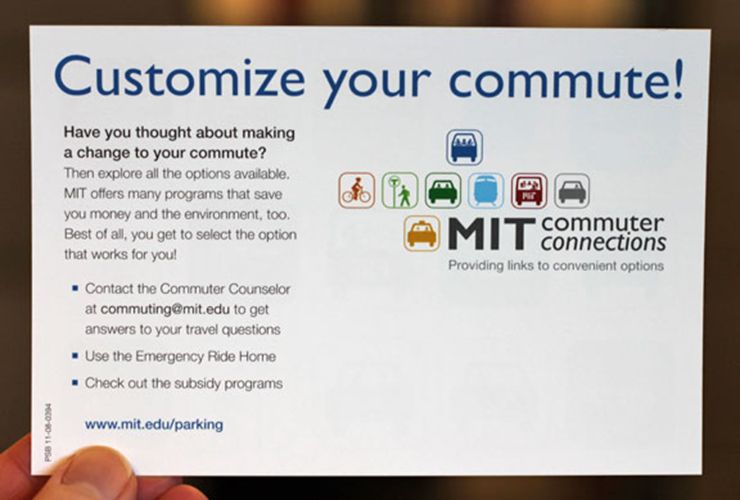 Customize your commute!
Have you thought about making
a change to your commute?
Then explore all the options available.
MIT offers many programs that save
you money and the environment, too.
Best of all, you get to select the option
that works for you!
Contact the Commuter Counselor
at commuting@mit.edu to get
answers to your travel questions
Use the Emergency Ride Home
Check out the subsidy programs
www.mit.edu/parking
PSB 11-08-0394
T
MIT
MIT commuter
connections
Providing links to convenient options